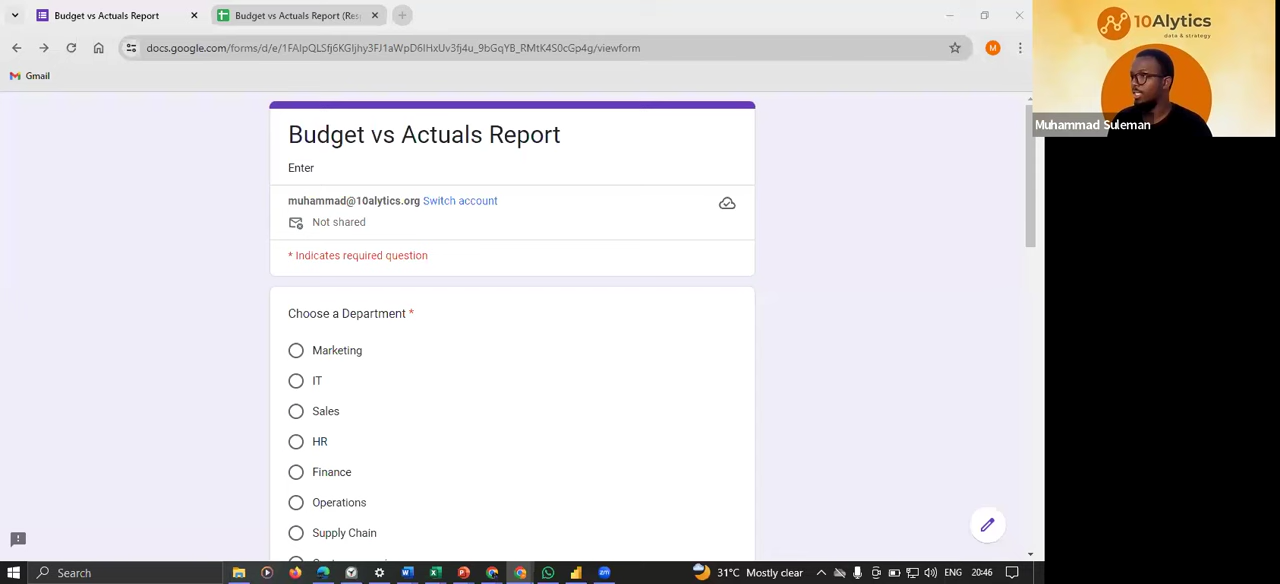 Budget vs Actuals Report
Budget vs Actuals Report (Res
docs.google.com/forms/d/e/1FAIpQLSfj6KGIjhy3FJ1aWpD6IHxUv3fj4u_9bGqYB_RMtK4S0cGp4g/viewform
M
Gmail
10Alytics
data & strategy
Muhammad Suleman
Budget vs Actuals Report
Enter
muhammad@10alytics.org Switch account
Not shared
* Indicates required question
Choose a Department *
Marketing
IT
Sales
HR
Finance
Operations
Supply Chain
Search
31°C Mostly clear
ENG
20:46